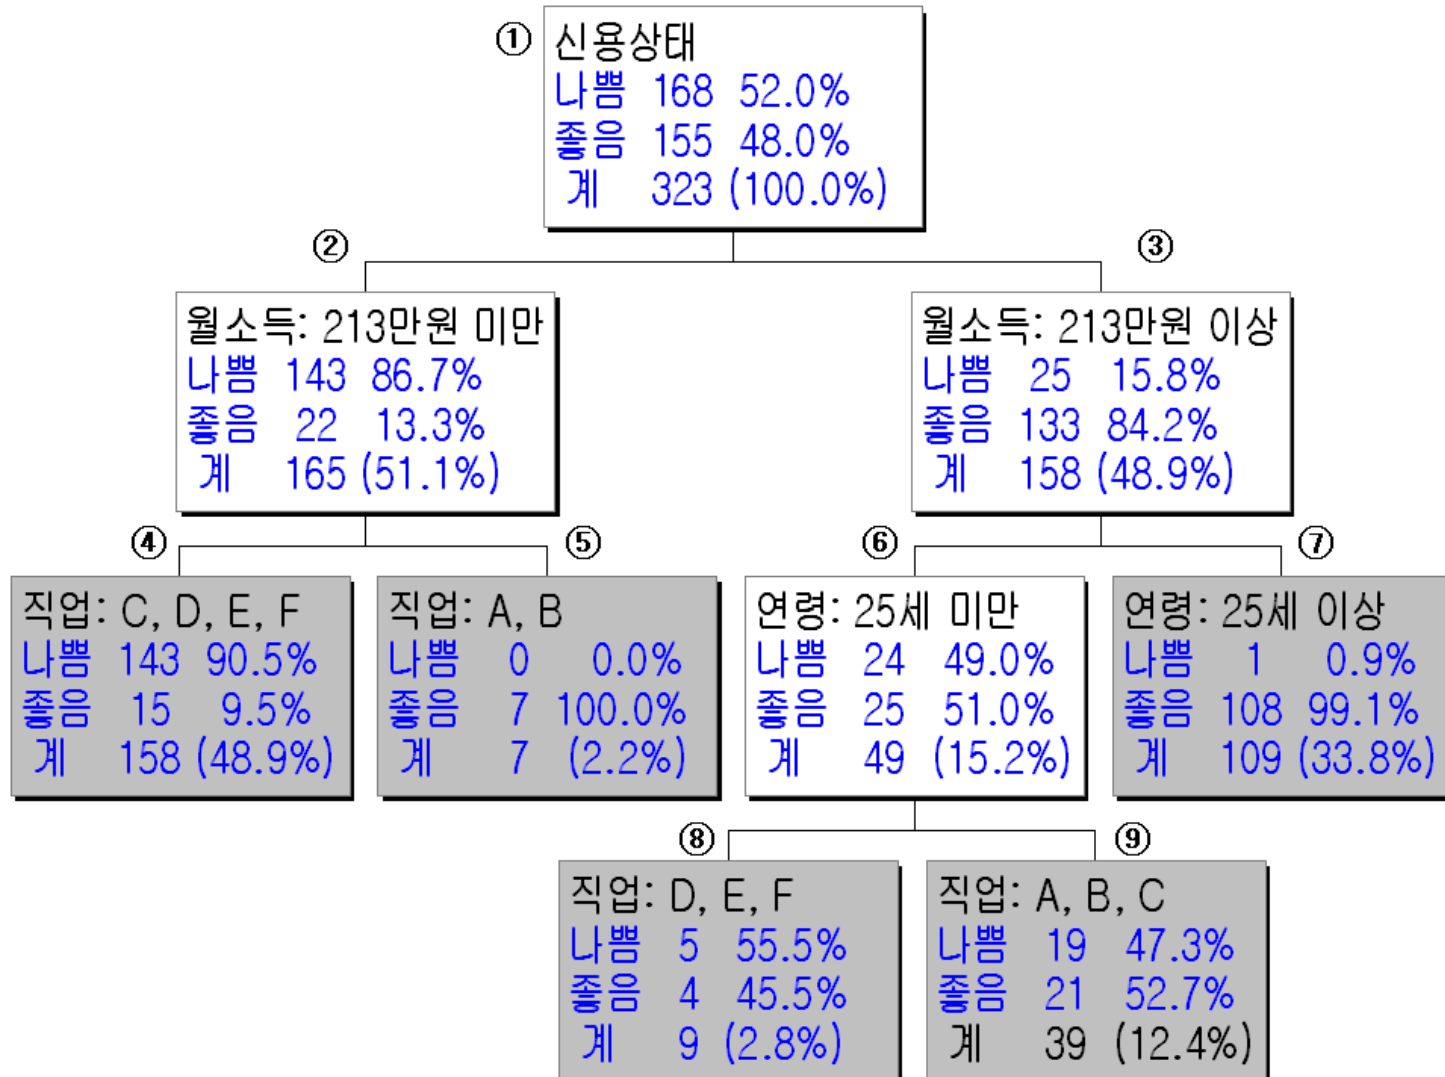 ① 신용상태
나쁨 168 52.0%
좋음 155 48.0%
계 323 (100.0%)
②
월소득: 213만원 미만
나쁨 143 86.7%
좋음 22 13.3%
계 165 (51.1%)
③
월소득: 213만원 이상
나쁨 25 15.8%
좋음 133 84.2%
계 158 (48.9%)
④
직업: C, D, E, F
나쁨 143 90.5%
좋음 15 9.5%
계 158 (48.9%)
⑤
직업: A, B
나쁨 0 0.0%
좋음 7 100.0%
계 7 (2.2%)
⑥
연령: 25세 미만
나쁨 24 49.0%
좋음 25 51.0%
계 49 (15.2%)
⑦
연령: 25세 이상
나쁨 1 0.9%
좋음 108 99.1%
계 109 (33.8%)
⑧
직업: D, E, F
나쁨 5 55.5%
좋음 4 45.5%
계 9 (2.8%)
⑨
직업: A, B, C
나쁨 19 47.3%
좋음 21 52.7%
계 39 (12.4%)